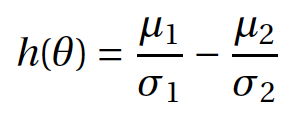 h(θ) = μ₁/σ₁ − μ₂/σ₂